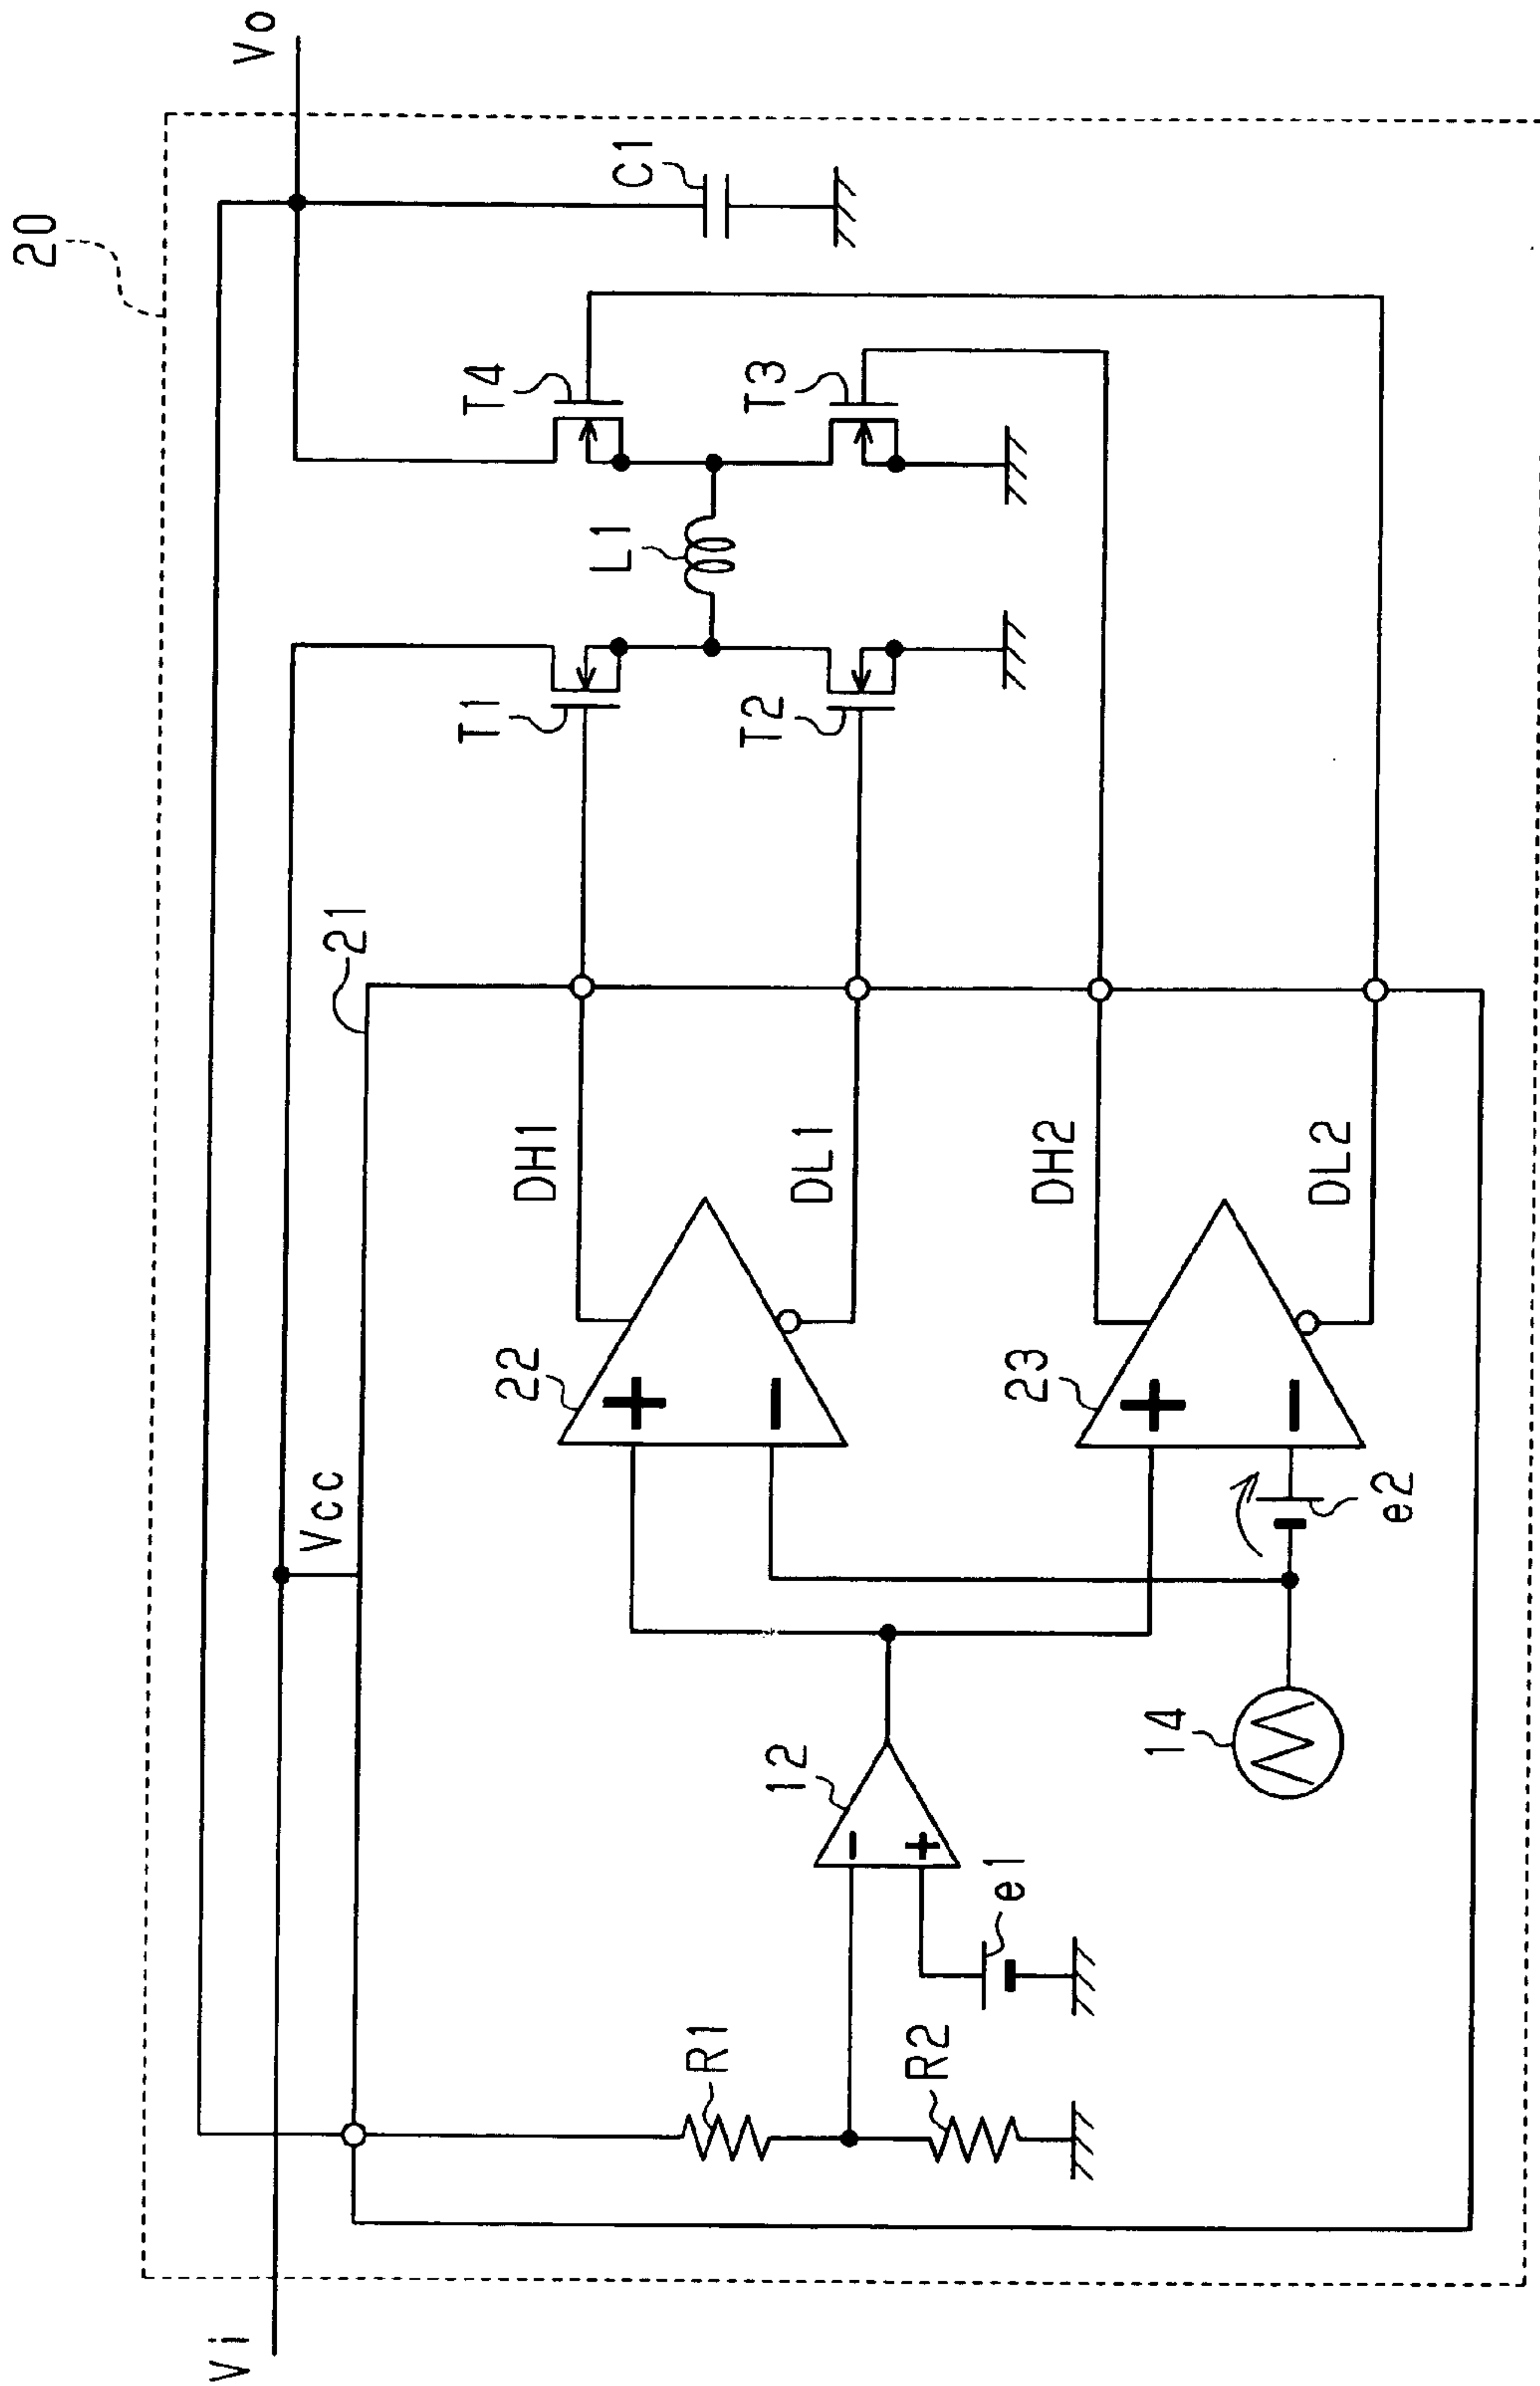 20
Vo
Vi
Vcc
21
C1
T4
T3
L1
T1
T2
DH1
DL1
DH2
DL2
22
+
−
23
+
−
e2
14
12
−
+
e1
R1
R2